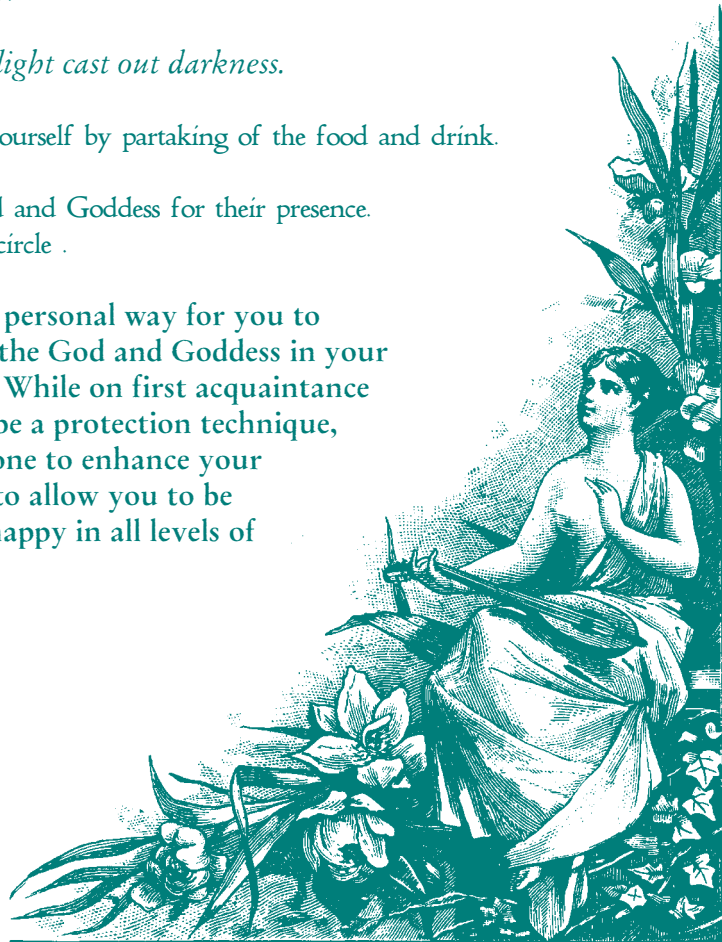 light cast out darkness.
ourself by partaking of the food and drink.
and Goddess for their presence.
circle .
personal way for you to
the God and Goddess in your
While on first acquaintance
be a protection technique,
one to enhance your
to allow you to be
happy in all levels of